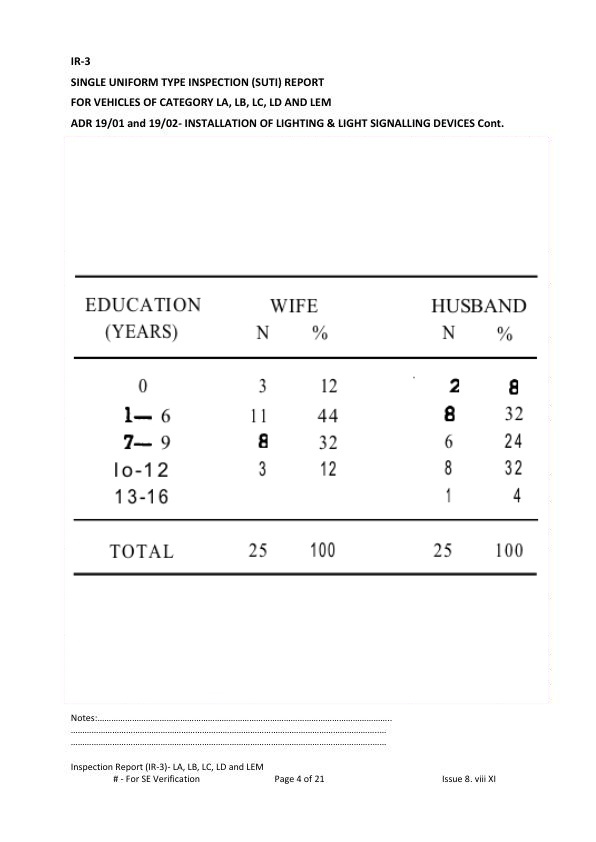 IR-3
SINGLE UNIFORM TYPE INSPECTION (SUTI) REPORT
FOR VEHICLES OF CATEGORY LA, LB, LC, LD AND LEM
ADR 19/01 and 19/02- INSTALLATION OF LIGHTING & LIGHT SIGNALLING DEVICES Cont.
EDUCATION WIFE HUSBAND
(YEARS) N % N %
0 3 12 2 8
1— 6 11 44 8 32
7— 9 8 32 6 24
lo-12 3 12 8 32
13-16 1 4
TOTAL 25 100 25 100
Notes:....................................................................................................................
.....................................................................................................................
.....................................................................................................................
Inspection Report (IR-3)- LA, LB, LC, LD and LEM
# - For SE Verification Page 4 of 21 Issue 8. viii XI